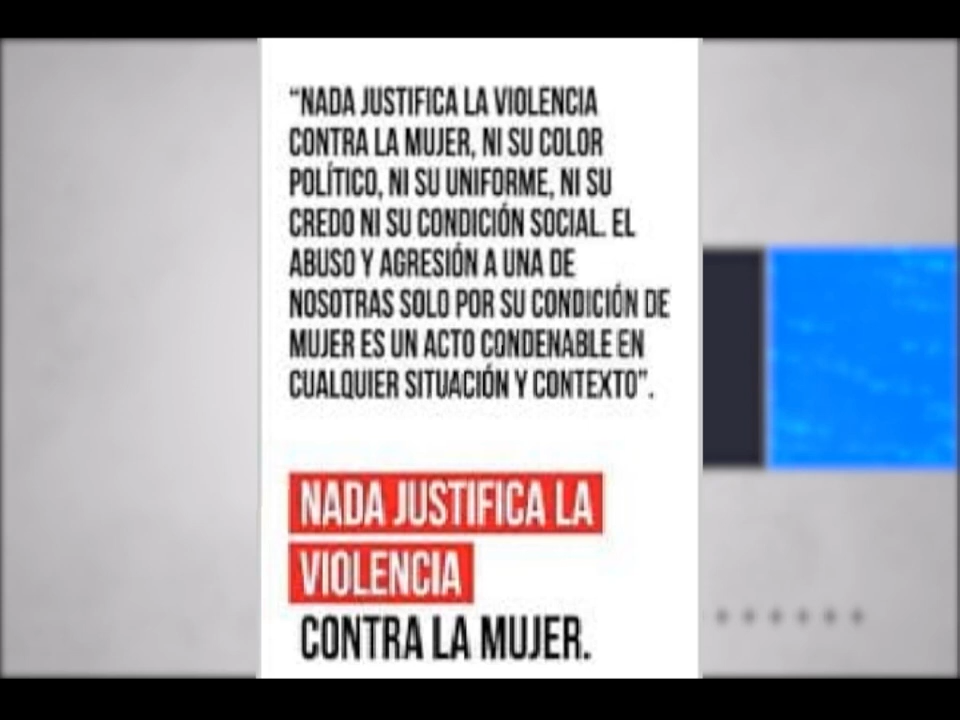 “NADA JUSTIFICA LA VIOLENCIA
CONTRA LA MUJER, NI SU COLOR
POLÍTICO, NI SU UNIFORME, NI SU
CREDO NI SU CONDICIÓN SOCIAL. EL
ABUSO Y AGRESIÓN A UNA DE
NOSOTRAS SOLO POR SU CONDICIÓN DE
MUJER ES UN ACTO CONDENABLE EN
CUALQUIER SITUACIÓN Y CONTEXTO”.
NADA JUSTIFICA LA
VIOLENCIA
CONTRA LA MUJER.